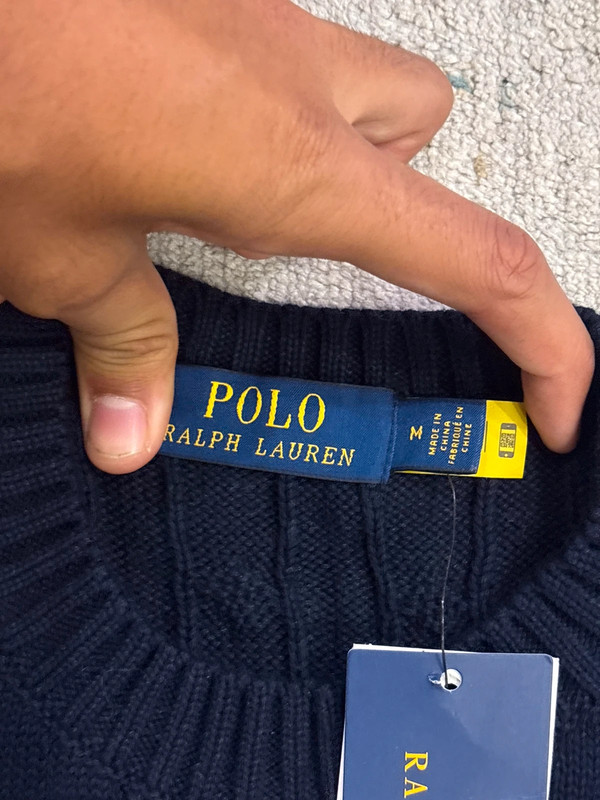 POLO
RALPH LAUREN
M
MADE IN
CHINA
FABRIQUÉ EN
CHINE
RA